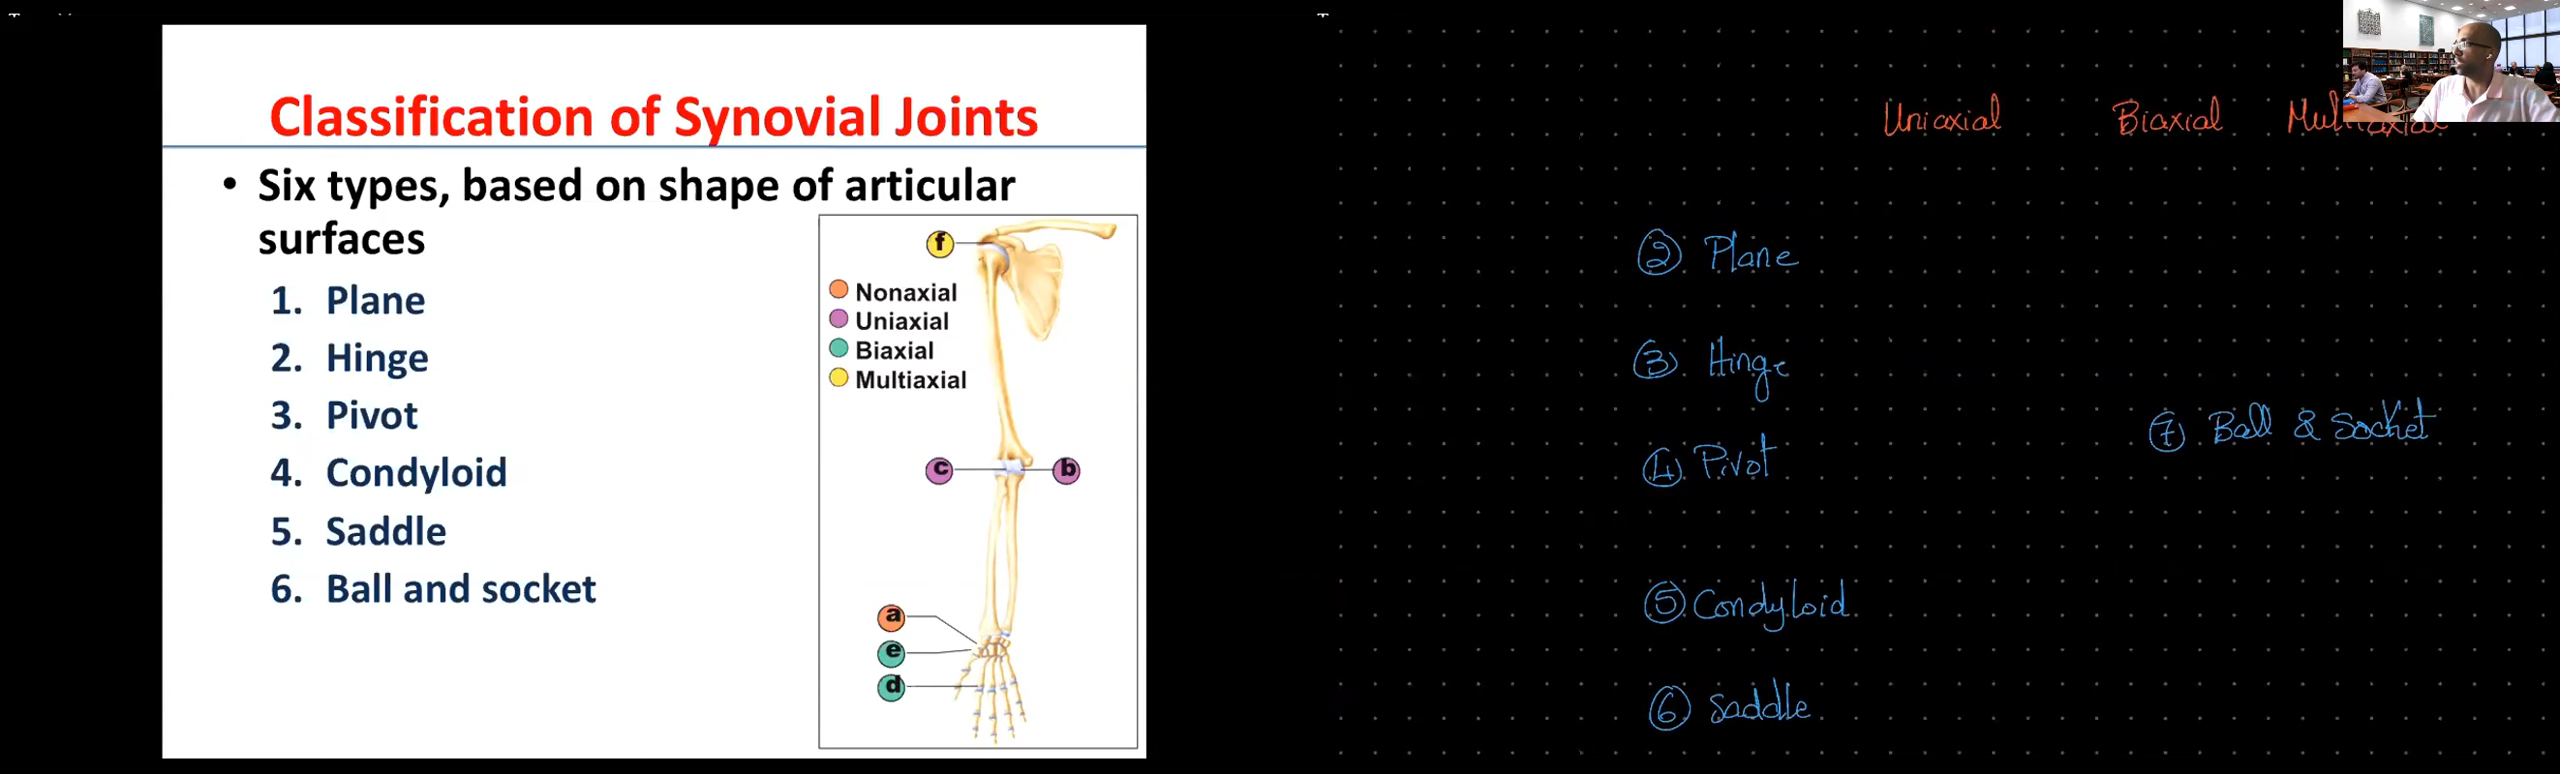 Classification of Synovial Joints
• Six types, based on shape of articular
surfaces
1. Plane
2. Hinge
3. Pivot
4. Condyloid
5. Saddle
6. Ball and socket
f
Nonaxial
Uniaxial
Biaxial
Multiaxial
c
b
a
e
d
Uniaxial
Biaxial
Multiaxial
② Plane
③ Hinge
④ Pivot
⑦ Ball & Socket
⑤ Condyloid
⑥ Saddle